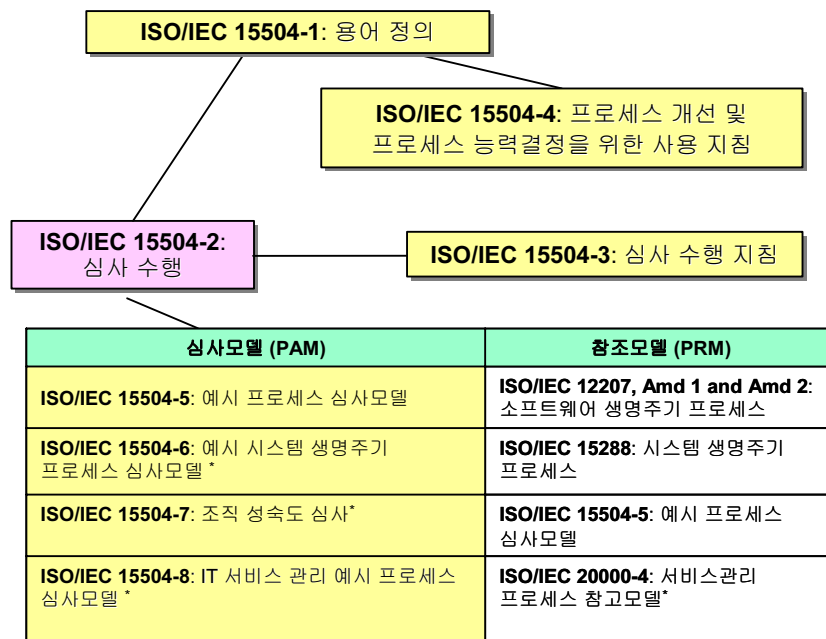 ISO/IEC 15504-1: 용어 정의
ISO/IEC 15504-4: 프로세스 개선 및
프로세스 능력결정을 위한 사용 지침
ISO/IEC 15504-2:
심사 수행
ISO/IEC 15504-3: 심사 수행 지침
심사모델 (PAM)
참조모델 (PRM)
ISO/IEC 15504-5: 예시 프로세스 심사모델
ISO/IEC 12207, Amd 1 and Amd 2:
소프트웨어 생명주기 프로세스
ISO/IEC 15504-6: 예시 시스템 생명주기
프로세스 심사모델 *
ISO/IEC 15288: 시스템 생명주기
프로세스
ISO/IEC 15504-7: 조직 성숙도 심사*
ISO/IEC 15504-5: 예시 프로세스
심사모델
ISO/IEC 15504-8: IT 서비스 관리 예시 프로세스
심사모델 *
ISO/IEC 20000-4: 서비스관리
프로세스 참고모델*